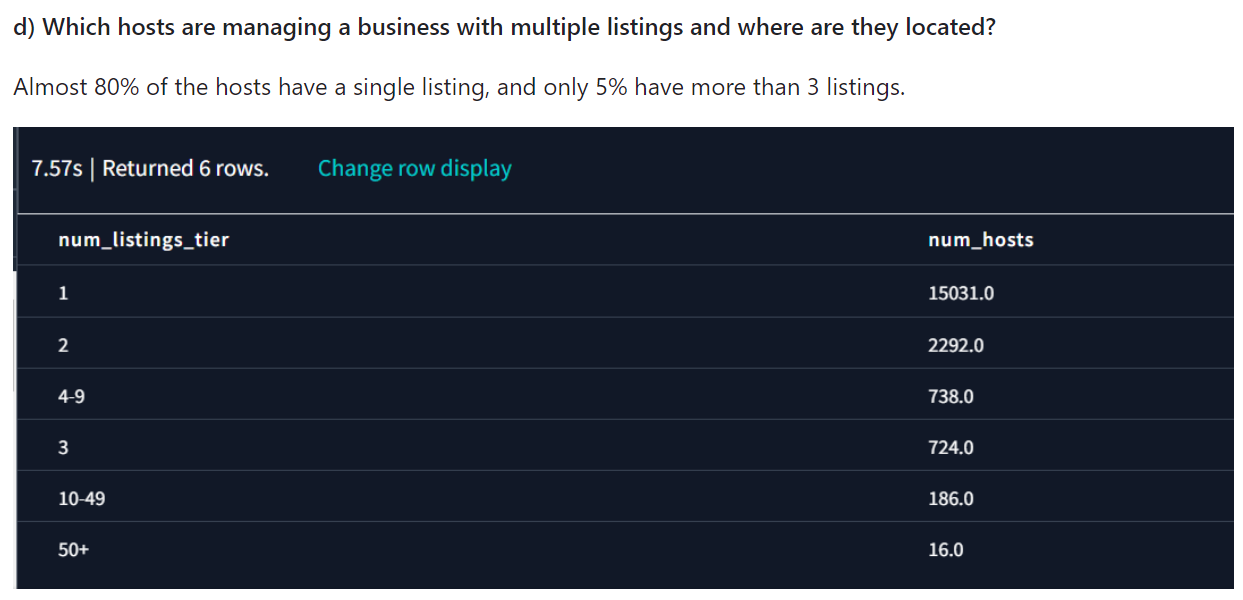 d) Which hosts are managing a business with multiple listings and where are they located?
Almost 80% of the hosts have a single listing, and only 5% have more than 3 listings.
7.57s | Returned 6 rows. Change row display
num_listings_tier num_hosts
1 15031.0
2 2292.0
4-9 738.0
3 724.0
10-49 186.0
50+ 16.0